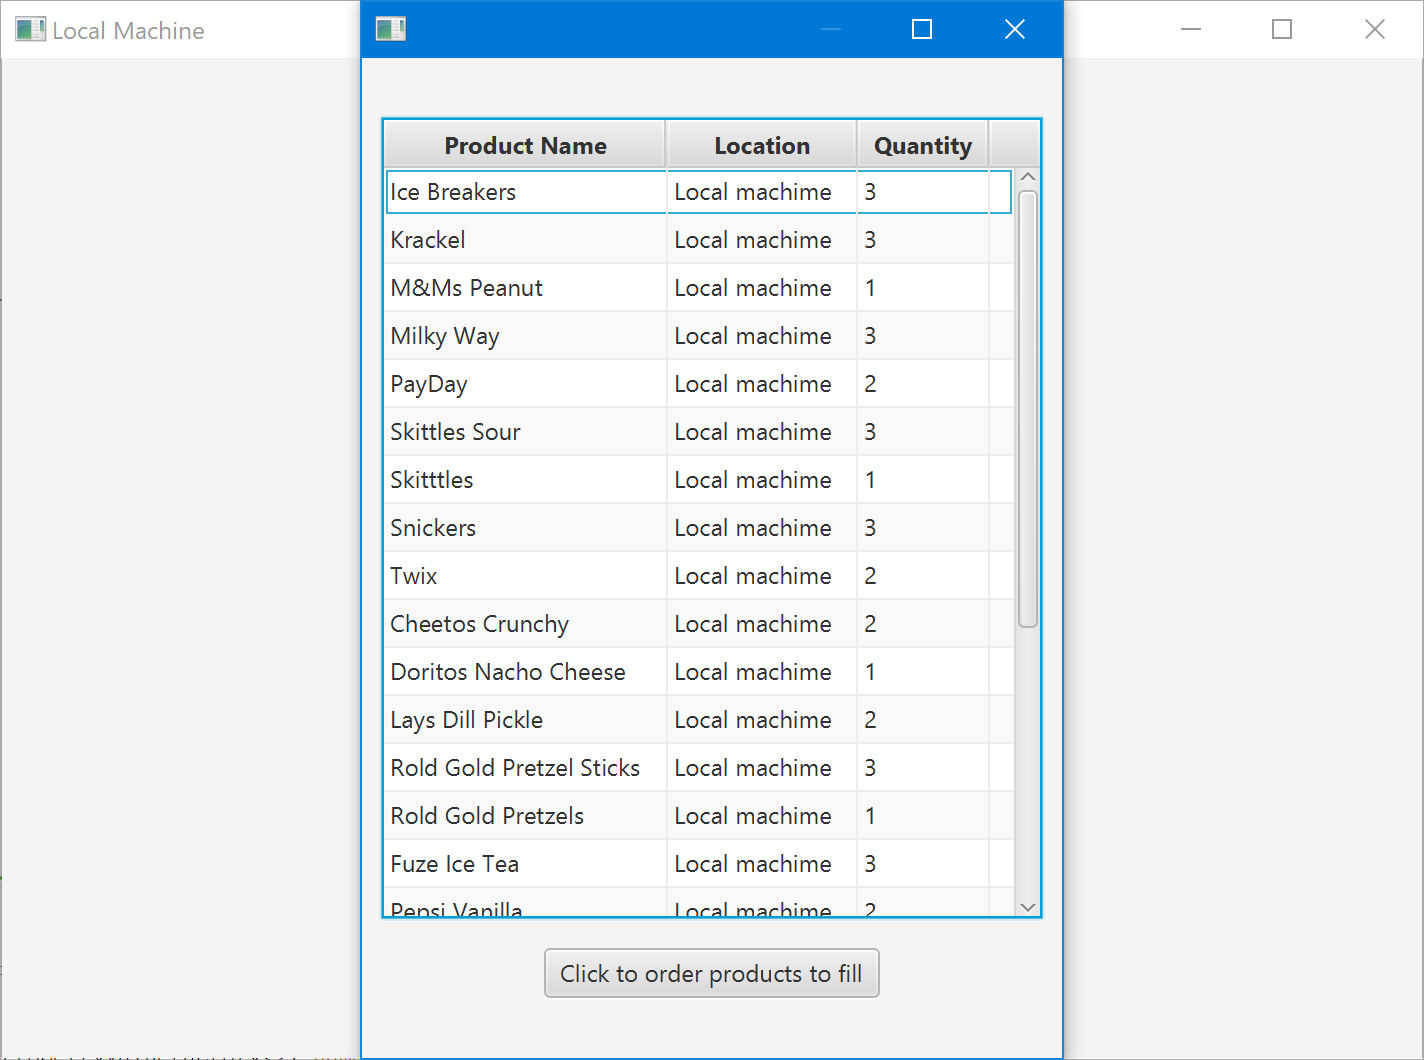 Local Machine
Product Name Location Quantity
Ice Breakers Local machime 3
Krackel Local machime 3
M&Ms Peanut Local machime 1
Milky Way Local machime 3
PayDay Local machime 2
Skittles Sour Local machime 3
Skitttles Local machime 1
Snickers Local machime 3
Twix Local machime 2
Cheetos Crunchy Local machime 2
Doritos Nacho Cheese Local machime 1
Lays Dill Pickle Local machime 2
Rold Gold Pretzel Sticks Local machime 3
Rold Gold Pretzels Local machime 1
Fuze Ice Tea Local machime 3
Pepsi Vanilla Local machime 2
Click to order products to fill